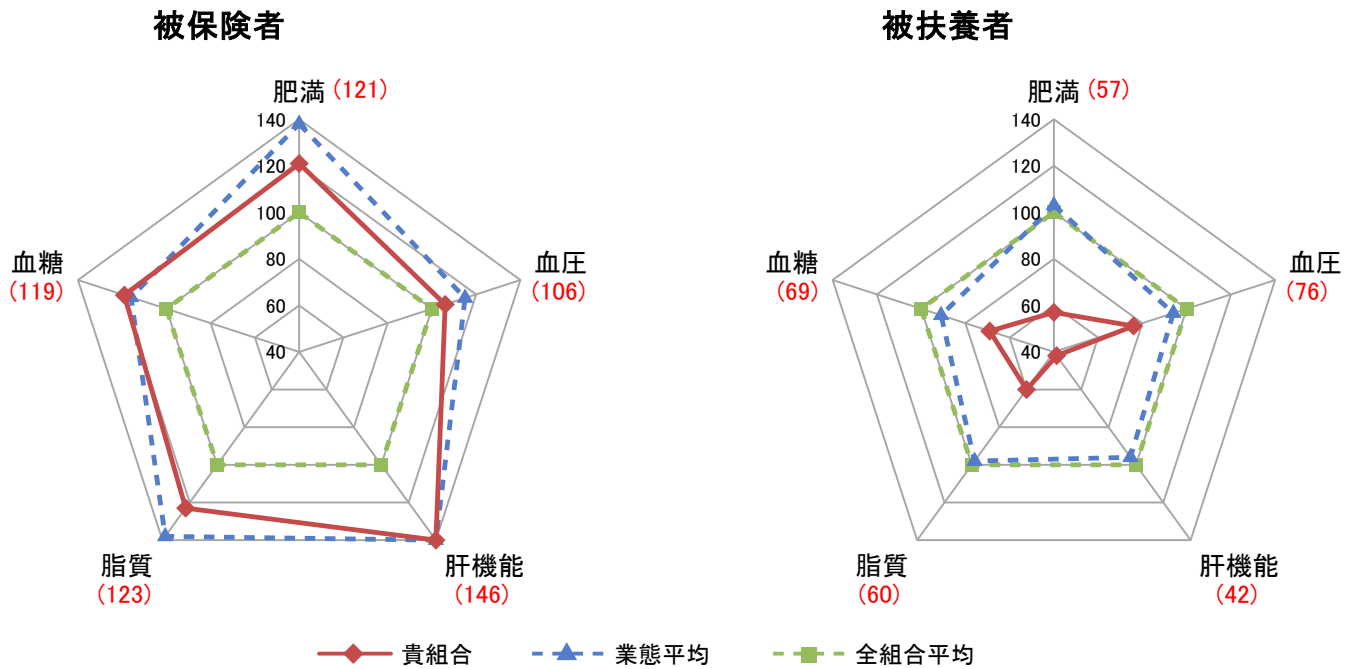 被保険者
肥満(121)
140
120
100
80
60
40
血圧
(106)
肝機能
(146)
脂質
(123)
血糖
(119)
被扶養者
肥満(57)
140
120
100
80
60
40
血圧
(76)
肝機能
(42)
脂質
(60)
血糖
(69)
貴組合 業態平均 全組合平均